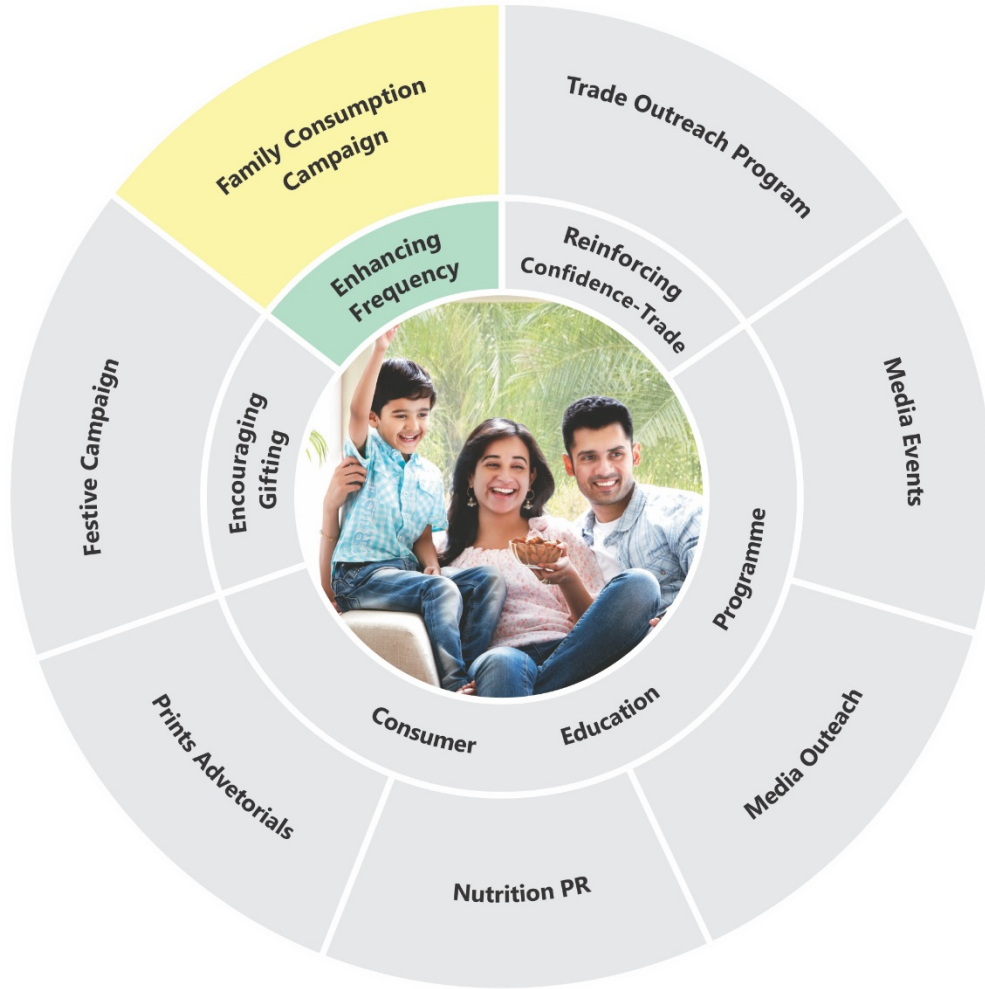 Family Consumption
Campaign
Trade Outreach Program
Media Events
Media Outeach
Nutrition PR
Prints Advetorials
Festive Campaign
Enhancing
Frequency
Reinforcing
Confidence-Trade
Consumer Education Programme
Encouraging
Gifting